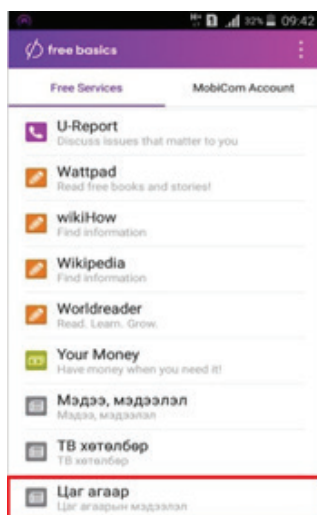 32% 09:42
free basics
Free Services MobiCom Account
U-Report
Discuss issues that matter to you
Wattpad
Read free books and stories!
wikiHow
Find information
Wikipedia
Find information
Worldreader
Read. Learn. Grow.
Your Money
Have money when you need it!
Мэдээ, мэдээлэл
Мэдээ, мэдээлэл
ТВ хөтөлбөр
ТВ хөтөлбөр
Цаг агаар
Цаг агаарын мэдээлэл